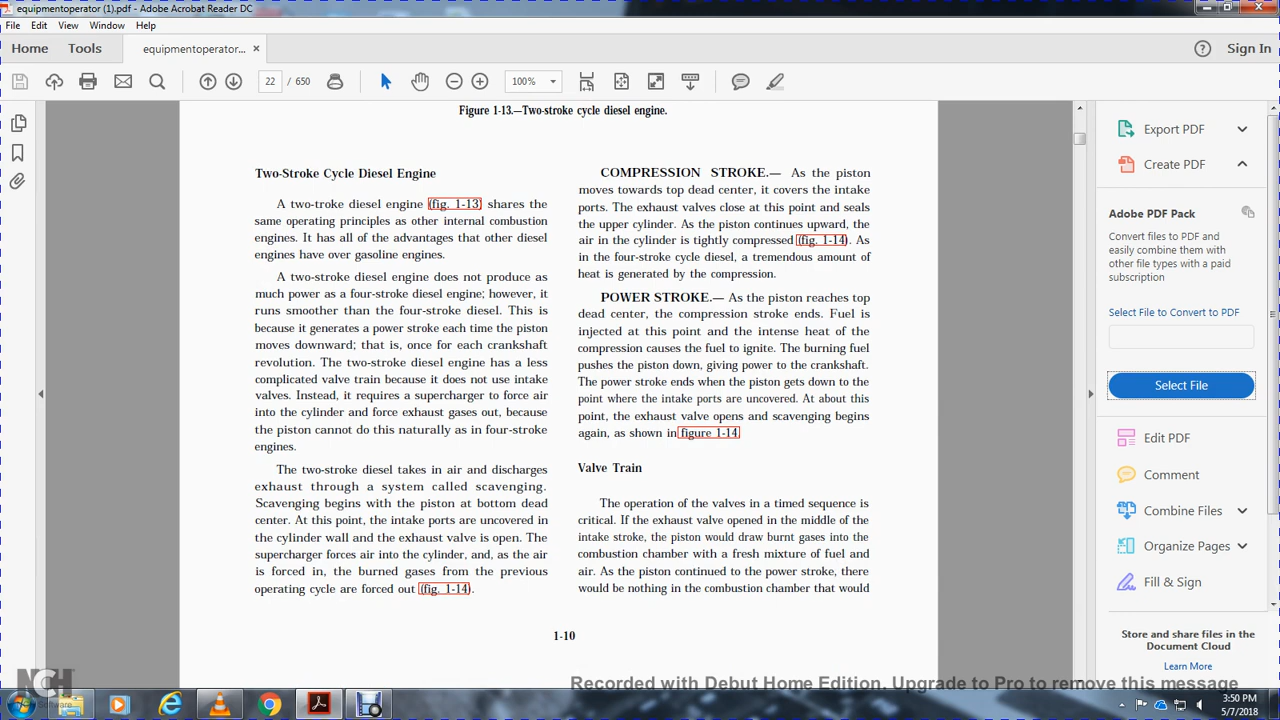 equipmentoperator (1).pdf - Adobe Acrobat Reader DC
File Edit View Window Help
Home Tools equipmentoperator... × Sign In
22 / 650 100%
Figure 1-13.—Two-stroke cycle diesel engine.
Two-Stroke Cycle Diesel Engine
A two-troke diesel engine (fig. 1-13) shares the
same operating principles as other internal combustion
engines. It has all of the advantages that other diesel
engines have over gasoline engines.
A two-stroke diesel engine does not produce as
much power as a four-stroke diesel engine; however, it
runs smoother than the four-stroke diesel. This is
because it generates a power stroke each time the piston
moves downward; that is, once for each crankshaft
revolution. The two-stroke diesel engine has a less
complicated valve train because it does not use intake
valves. Instead, it requires a supercharger to force air
into the cylinder and force exhaust gases out, because
the piston cannot do this naturally as in four-stroke
engines.
The two-stroke diesel takes in air and discharges
exhaust through a system called scavenging.
Scavenging begins with the piston at bottom dead
center. At this point, the intake ports are uncovered in
the cylinder wall and the exhaust valve is open. The
supercharger forces air into the cylinder, and, as the air
is forced in, the burned gases from the previous
operating cycle are forced out (fig. 1-14).
COMPRESSION STROKE.— As the piston
moves towards top dead center, it covers the intake
ports. The exhaust valves close at this point and seals
the upper cylinder. As the piston continues upward, the
air in the cylinder is tightly compressed (fig. 1-14). As
in the four-stroke cycle diesel, a tremendous amount of
heat is generated by the compression.
POWER STROKE.— As the piston reaches top
dead center, the compression stroke ends. Fuel is
injected at this point and the intense heat of the
compression causes the fuel to ignite. The burning fuel
pushes the piston down, giving power to the crankshaft.
The power stroke ends when the piston gets down to the
point where the intake ports are uncovered. At about this
point, the exhaust valve opens and scavenging begins
again, as shown in figure 1-14
Valve Train
The operation of the valves in a timed sequence is
critical. If the exhaust valve opened in the middle of the
intake stroke, the piston would draw burnt gases into the
combustion chamber with a fresh mixture of fuel and
air. As the piston continued to the power stroke, there
would be nothing in the combustion chamber that would
1-10
Export PDF
Create PDF
Adobe PDF Pack
Convert files to PDF and
easily combine them with
other file types with a paid
subscription
Select File to Convert to PDF
Select File
Edit PDF
Comment
Combine Files
Organize Pages
Fill & Sign
Store and share files in the
Document Cloud
Learn More
NCH
Software
Recorded with Debut Home Edition. Upgrade to Pro to remove this message
3:50 PM
5/7/2018